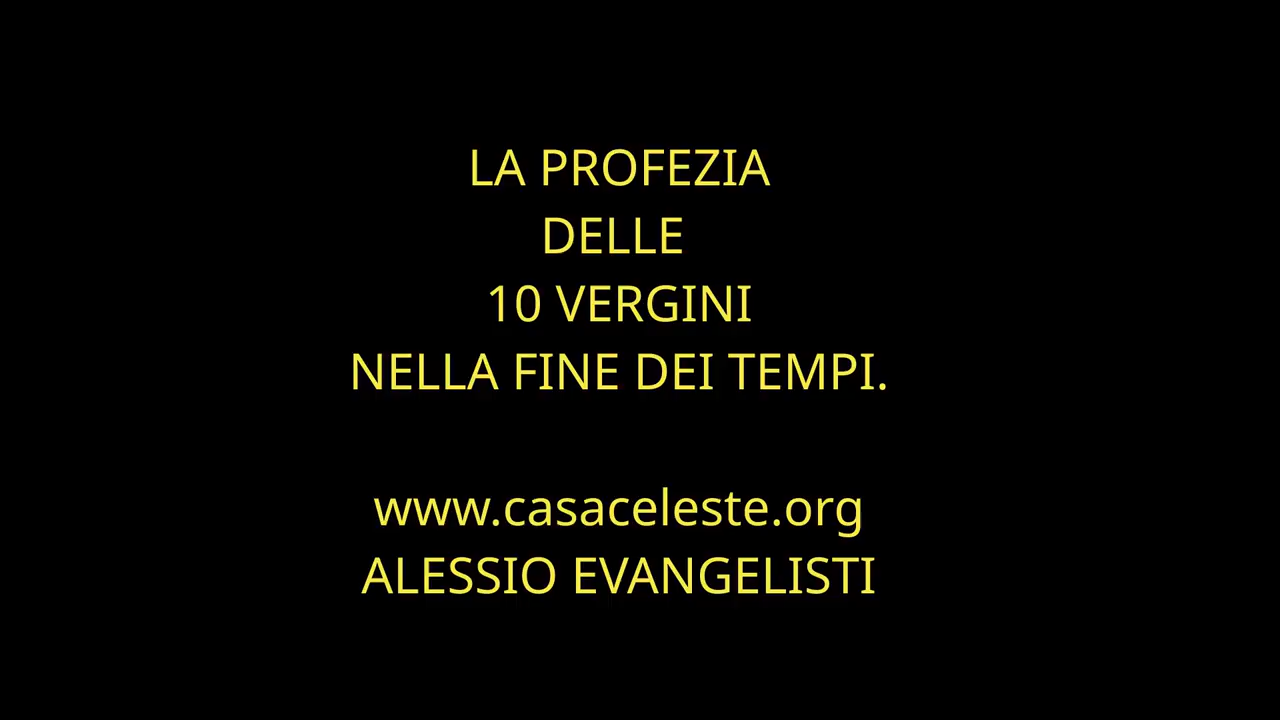 LA PROFEZIA
DELLE
10 VERGINI
NELLA FINE DEI TEMPI.
www.casaceleste.org
ALESSIO EVANGELISTI